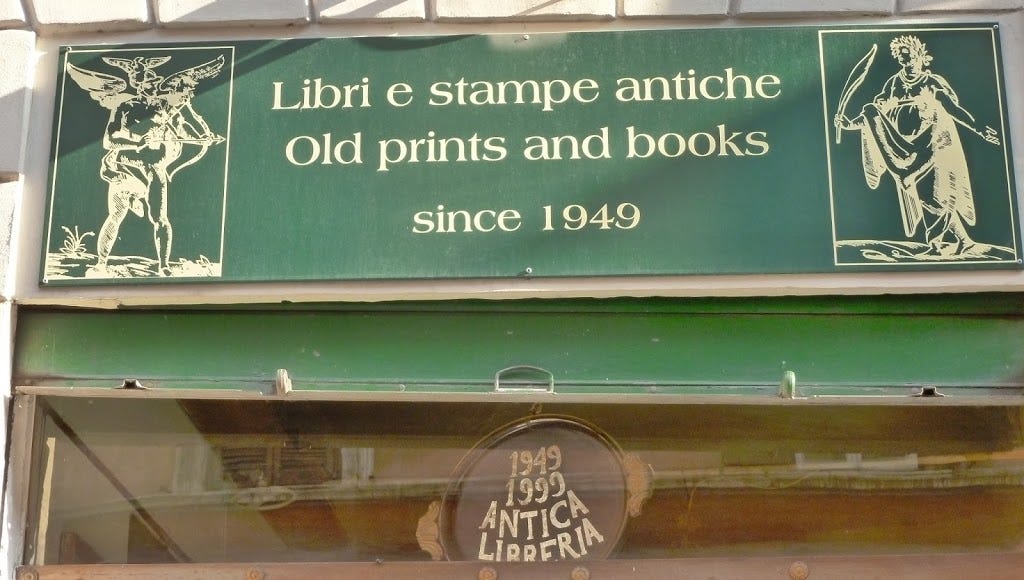 Libri e stampe antiche
Old prints and books
since 1949
1949
1999
ANTICA
LIBRERIA